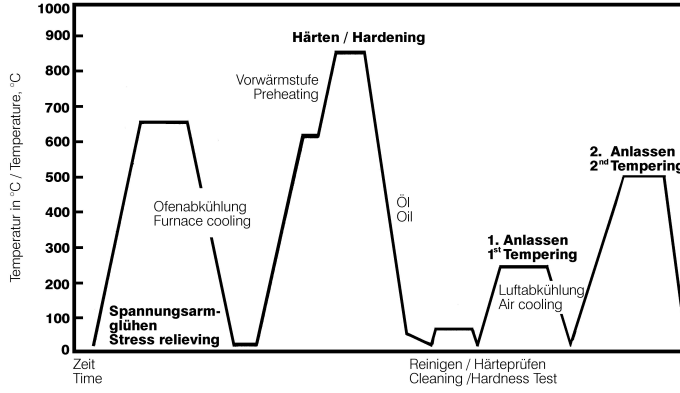 Temperatur in °C / Temperature, °C
1000
900
800
700
600
500
400
300
200
100
0
Härten / Hardening
Vorwärmstufe
Preheating
Ofenabkühlung
Furnace cooling
Spannungsarm-
glühen
Stress relieving
Öl
Oil
1. Anlassen
1st Tempering
Luftabkühlung
Air cooling
2. Anlassen
2nd Tempering
Zeit
Time
Reinigen / Härteprüfen
Cleaning /Hardness Test